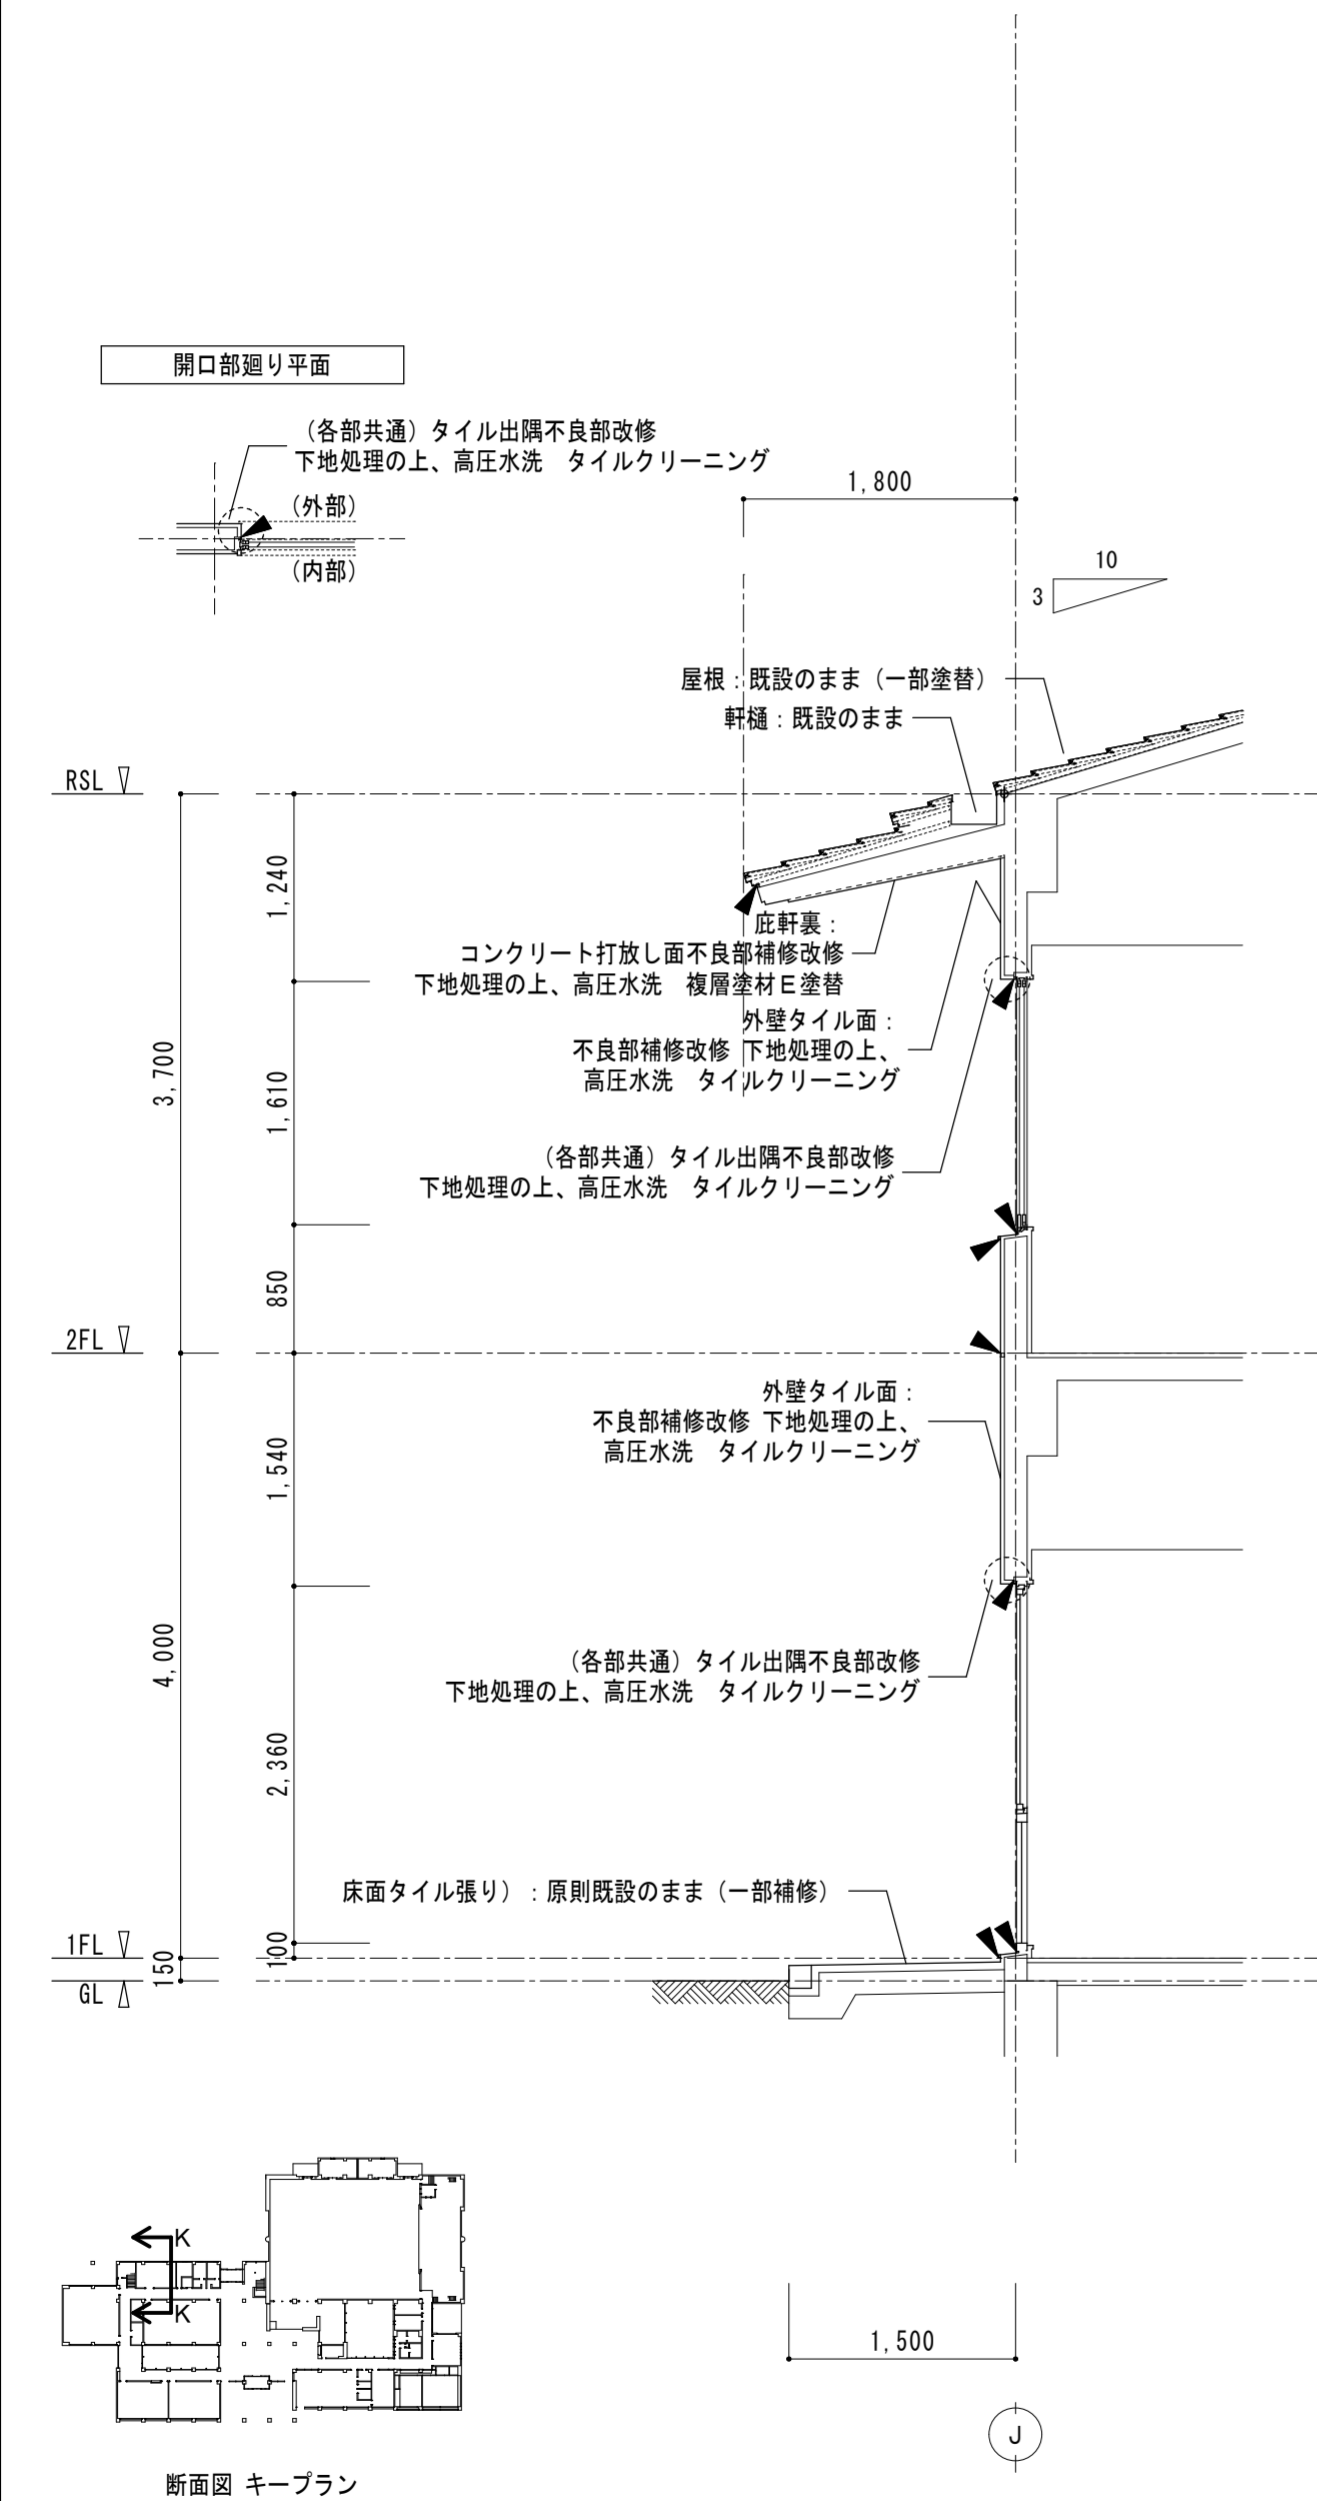 開口部廻り平面
（各部共通）タイル出隅不良部改修
下地処理の上、高圧水洗　タイルクリーニング
（外部）
（内部）
1,800
10
3
屋根：既設のまま（一部塗替）
軒樋：既設のまま
RSL
1,240
庇軒裏：
コンクリート打放し面不良部補修改修
下地処理の上、高圧水洗　複層塗材Ｅ塗替
外壁タイル面：
不良部補修改修 下地処理の上、
高圧水洗　タイルクリーニング
3,700
1,610
（各部共通）タイル出隅不良部改修
下地処理の上、高圧水洗　タイルクリーニング
850
2FL
外壁タイル面：
不良部補修改修 下地処理の上、
高圧水洗　タイルクリーニング
1,540
4,000
（各部共通）タイル出隅不良部改修
下地処理の上、高圧水洗　タイルクリーニング
2,360
床面タイル張り）：原則既設のまま（一部補修）
1FL
100
150
GL
K
K
1,500
J
断面図 キープラン